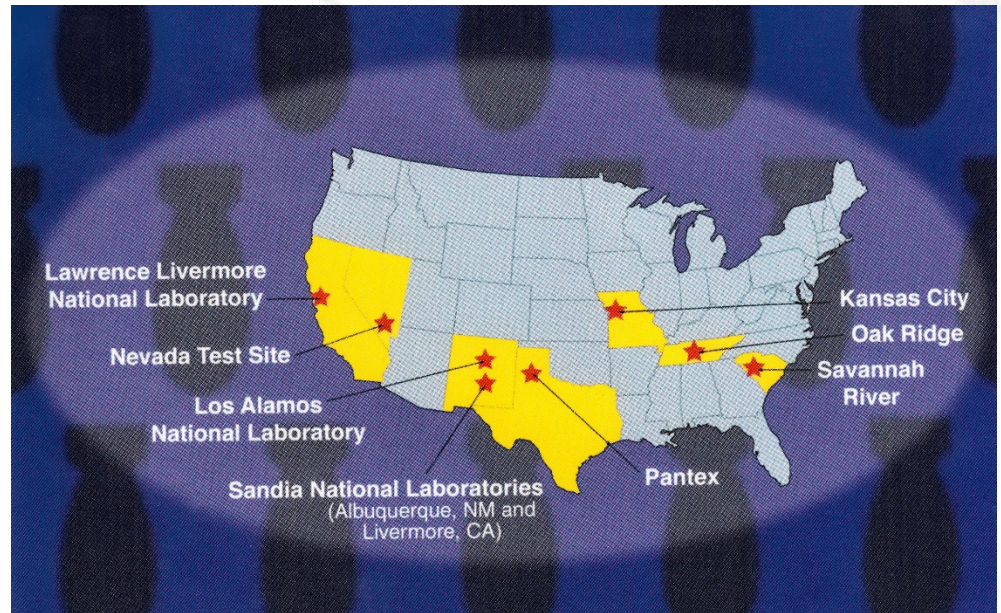 Lawrence Livermore
National Laboratory
Nevada Test Site
Los Alamos
National Laboratory
Sandia National Laboratories
(Albuquerque, NM and
Livermore, CA)
Pantex
Kansas City
Oak Ridge
Savannah
River